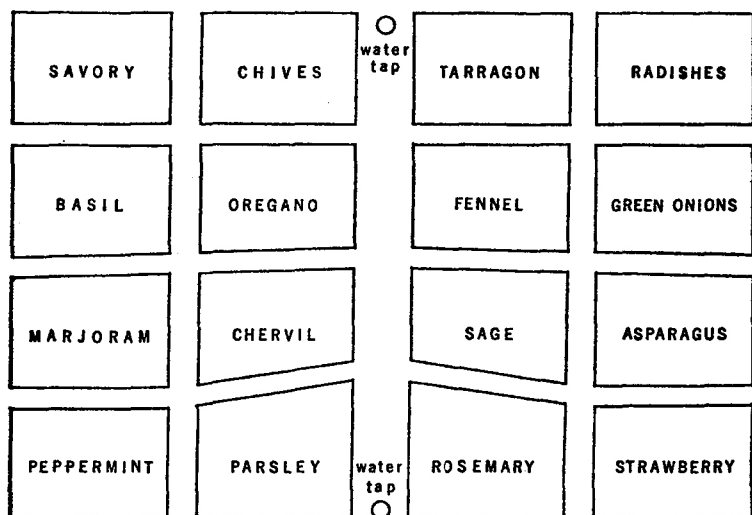 SAVORY
CHIVES
water
tap
TARRAGON
RADISHES
BASIL
OREGANO
FENNEL
GREEN ONIONS
MARJORAM
CHERVIL
SAGE
ASPARAGUS
PEPPERMINT
PARSLEY
water
tap
ROSEMARY
STRAWBERRY